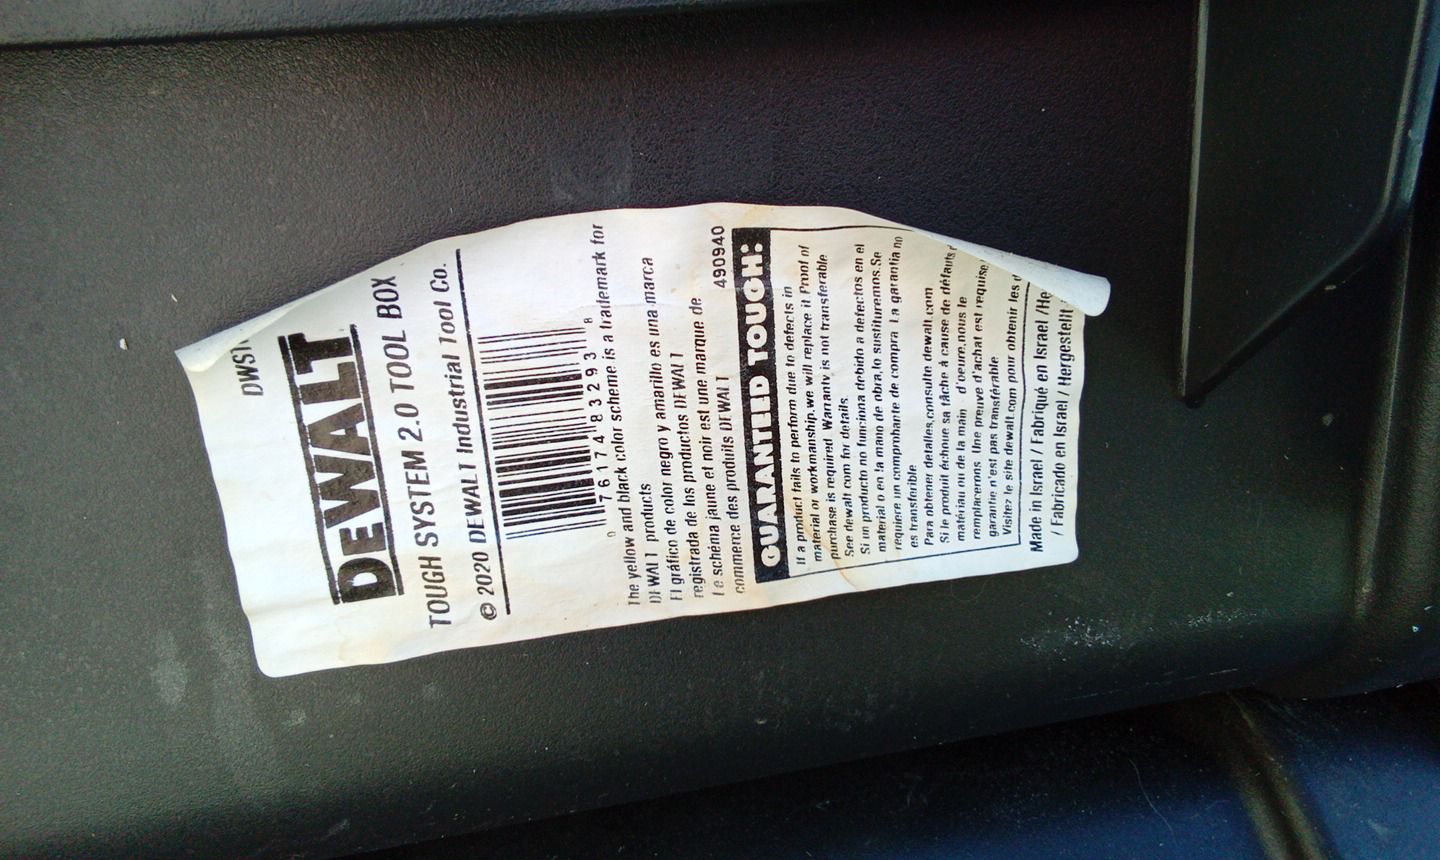 DWST
DEWALT
TOUGH SYSTEM 2.0 TOOL BOX
© 2020 DEWALT Industrial Tool Co.
0 76174 83293 8
The yellow and black color scheme is a trademark for
DEWALT products
El gráfico de color negro y amarillo es una marca
registrada de los productos DEWALT
Le schéma jaune et noir est une marque de
commerce des produits DEWALT
490940
GUARANTEED TOUGH:
If a product fails to perform due to defects in
material or workmanship, we will replace it Proof of
purchase is required Warranty is not transferable
See dewalt com for details.
Si un producto no funciona debido a defectos en el
material o en la mano de obra, lo sustituiremos. Se
requiere un comprobante de compra La garantía no
es transferible
Para obtener detalles, consulte dewalt com
Si le produit échoue sa tâche à cause de défauts
matériau ou de la main d'oeuvre, nous le
remplacerons Une preuve d'achat est requise
garantie n'est pas transférable
Visitez le site dewalt.com pour obtenir les
Made in Israel / Fabriqué en Israel / He
/ Fabricado en Israel / Hergestellt